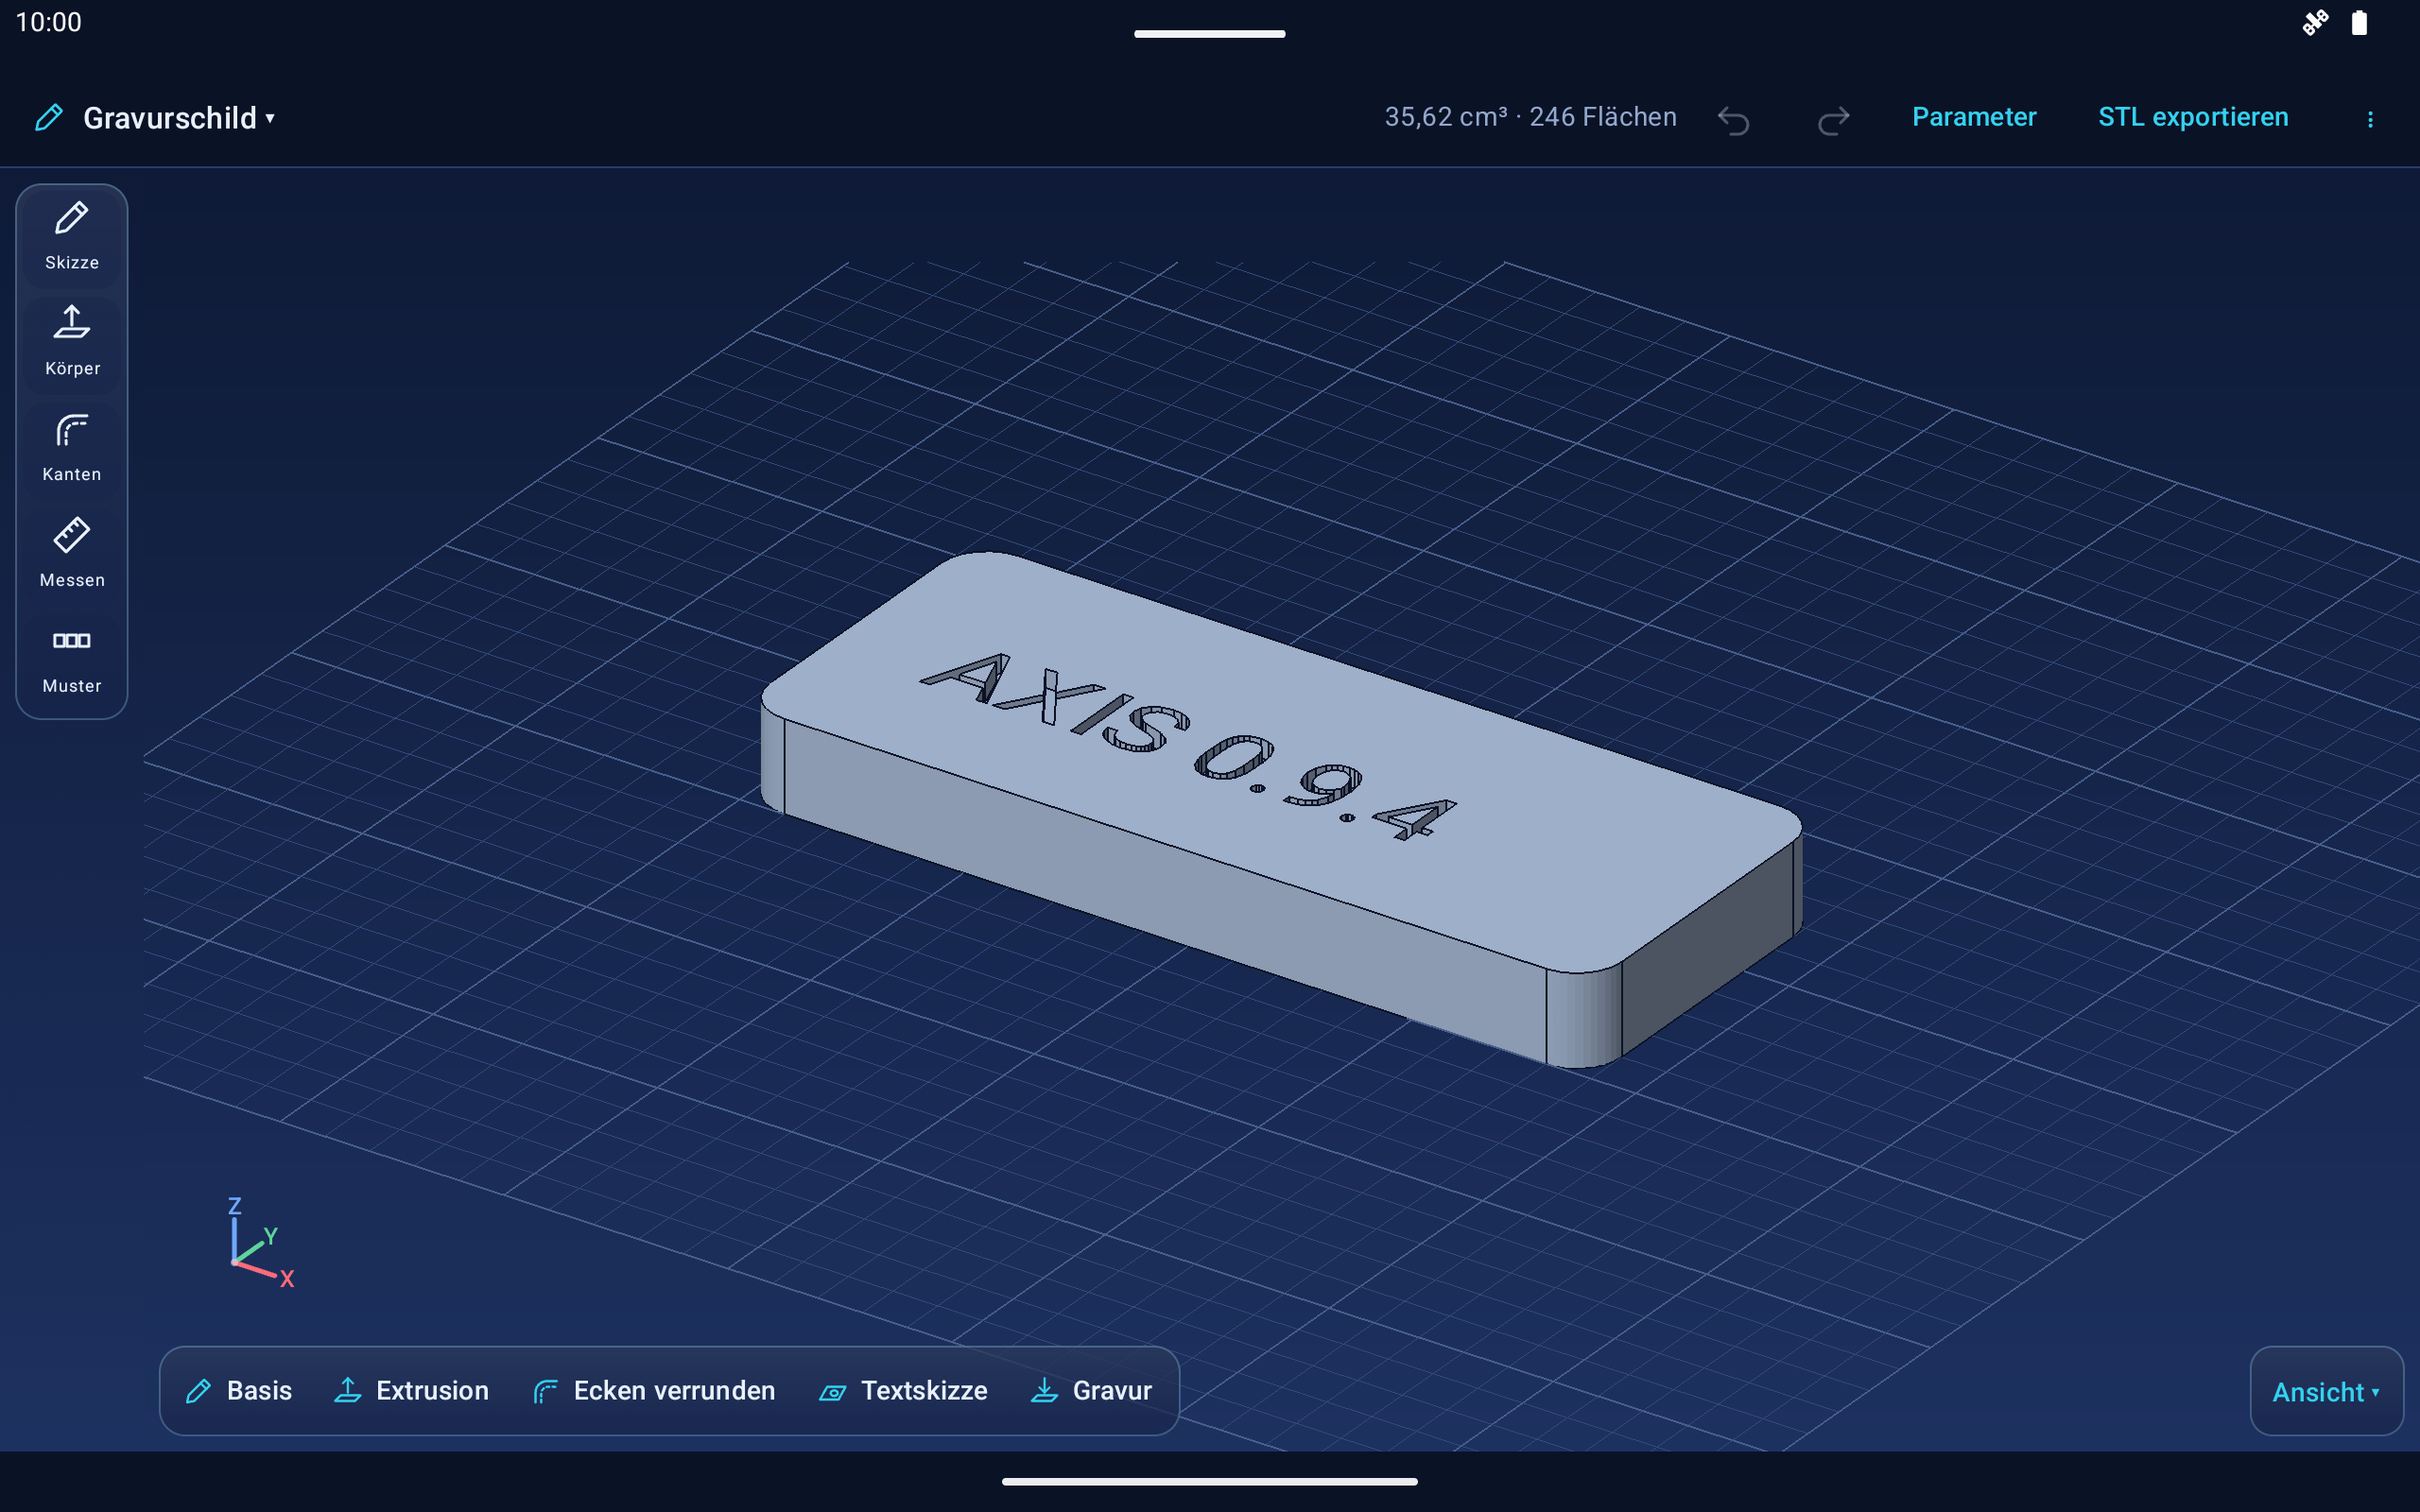 10:00
Gravurschild ▾
35,62 cm³ · 246 Flächen
Parameter
STL exportieren
Skizze
Körper
Kanten
Messen
Muster
AXIS 0.9.4
Z
Y
X
Basis
Extrusion
Ecken verrunden
Textskizze
Gravur
Ansicht ▾